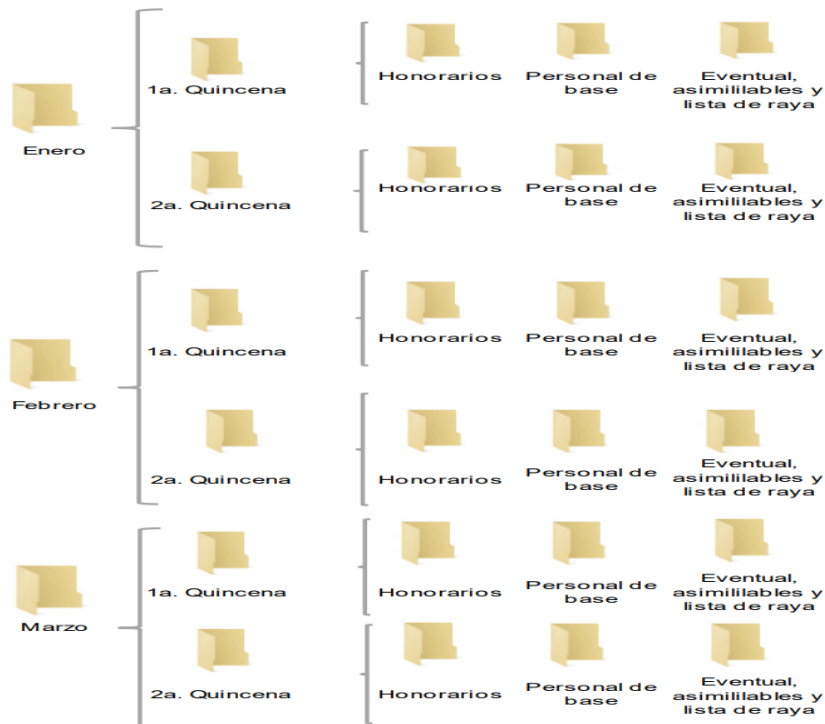 1a. Quincena
Honorarios
Personal de
base
Eventual,
asimililables y
lista de raya
Enero
2a. Quincena
Honorarios
Personal de
base
Eventual,
asimililables y
lista de raya
1a. Quincena
Honorarios
Personal de
base
Eventual,
asimililables y
lista de raya
Febrero
2a. Quincena
Honorarios
Personal de
base
Eventual,
asimililables y
lista de raya
1a. Quincena
Honorarios
Personal de
base
Eventual,
asimililables y
lista de raya
Marzo
2a. Quincena
Honorarios
Personal de
base
Eventual,
asimililables y
lista de raya